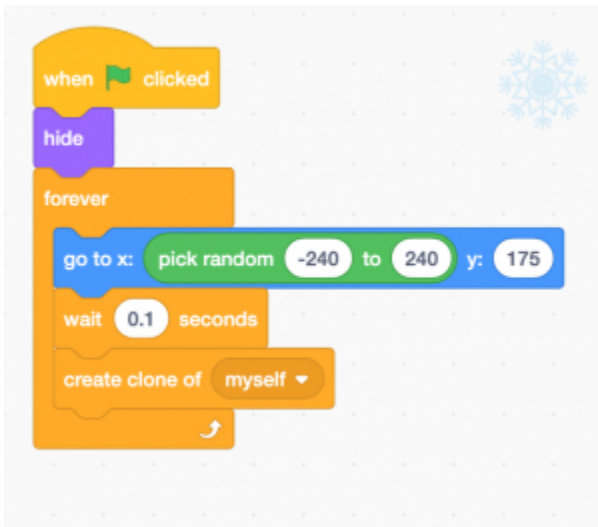 when clicked
hide
forever
go to x: pick random -240 to 240 y: 175
wait 0.1 seconds
create clone of myself